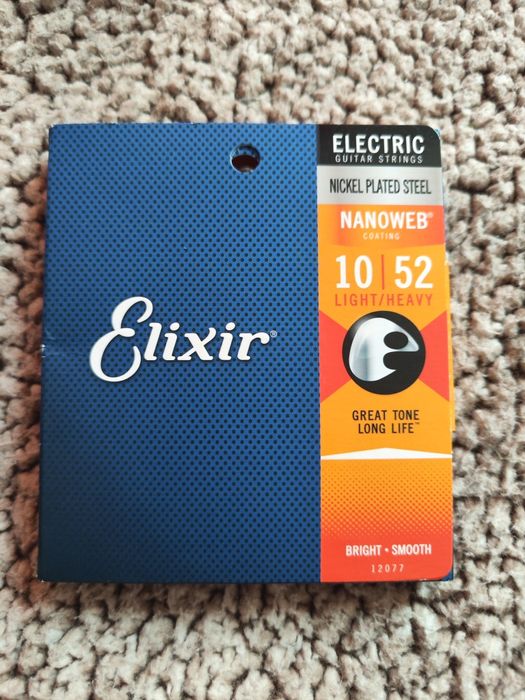 Elixir®
ELECTRIC
GUITAR STRINGS
NICKEL PLATED STEEL
NANOWEB®
COATING
10 | 52
LIGHT/HEAVY
GREAT TONE
LONG LIFE™
BRIGHT • SMOOTH
12077